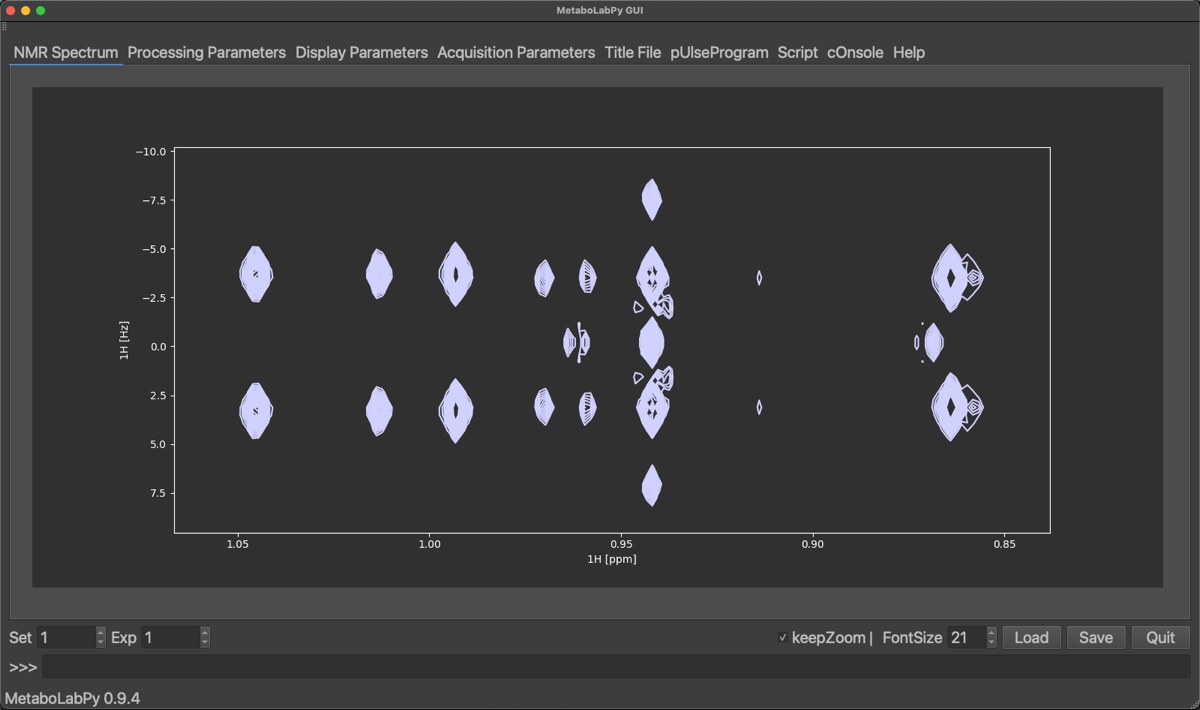 MetaboLabPy GUI
NMR Spectrum Processing Parameters Display Parameters Acquisition Parameters Title File pUlseProgram Script cOnsole Help
−10.0
−7.5
−5.0
−2.5
0.0
2.5
5.0
7.5
1H [Hz]
1.05 1.00 0.95 0.90 0.85
1H [ppm]
Set 1 Exp 1 keepZoom | FontSize 21 Load Save Quit
>>>
MetaboLabPy 0.9.4